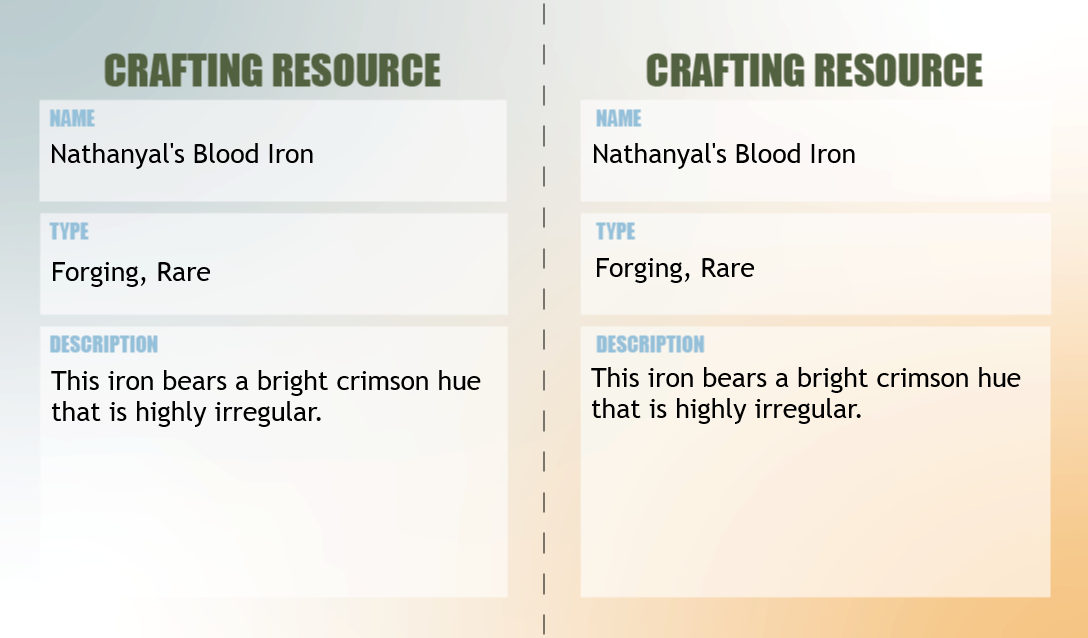 CRAFTING RESOURCE
NAME
Nathanyal's Blood Iron
TYPE
Forging, Rare
DESCRIPTION
This iron bears a bright crimson hue
that is highly irregular.
CRAFTING RESOURCE
NAME
Nathanyal's Blood Iron
TYPE
Forging, Rare
DESCRIPTION
This iron bears a bright crimson hue
that is highly irregular.